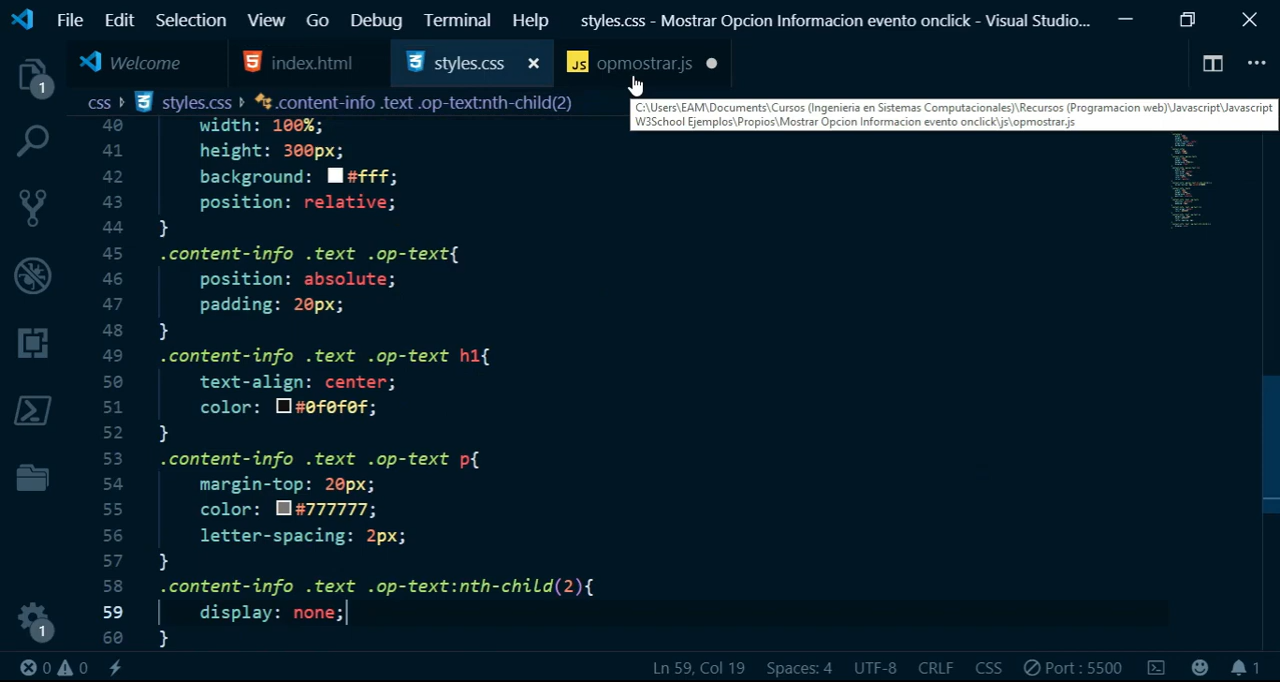 File Edit Selection View Go Debug Terminal Help styles.css - Mostrar Opcion Informacion evento onclick - Visual Studio...
Welcome index.html styles.css opmostrar.js
1
css styles.css .content-info .text .op-text:nth-child(2)
C:\Users\EAM\Documents\Cursos (Ingenieria en Sistemas Computacionales)\Recursos (Programacion web)\Javascript\Javascript
W3School Ejemplos\Propios\Mostrar Opcion Informacion evento onclick\js\opmostrar.js
40 width: 100%;
41 height: 300px;
42 background: #fff;
43 position: relative;
44 }
45 .content-info .text .op-text{
46 position: absolute;
47 padding: 20px;
48 }
49 .content-info .text .op-text h1{
50 text-align: center;
51 color: #0f0f0f;
52 }
53 .content-info .text .op-text p{
54 margin-top: 20px;
55 color: #777777;
56 letter-spacing: 2px;
57 }
58 .content-info .text .op-text:nth-child(2){
59 display: none;
60 }
1
0 0 Ln 59, Col 19 Spaces: 4 UTF-8 CRLF CSS Port : 5500 1